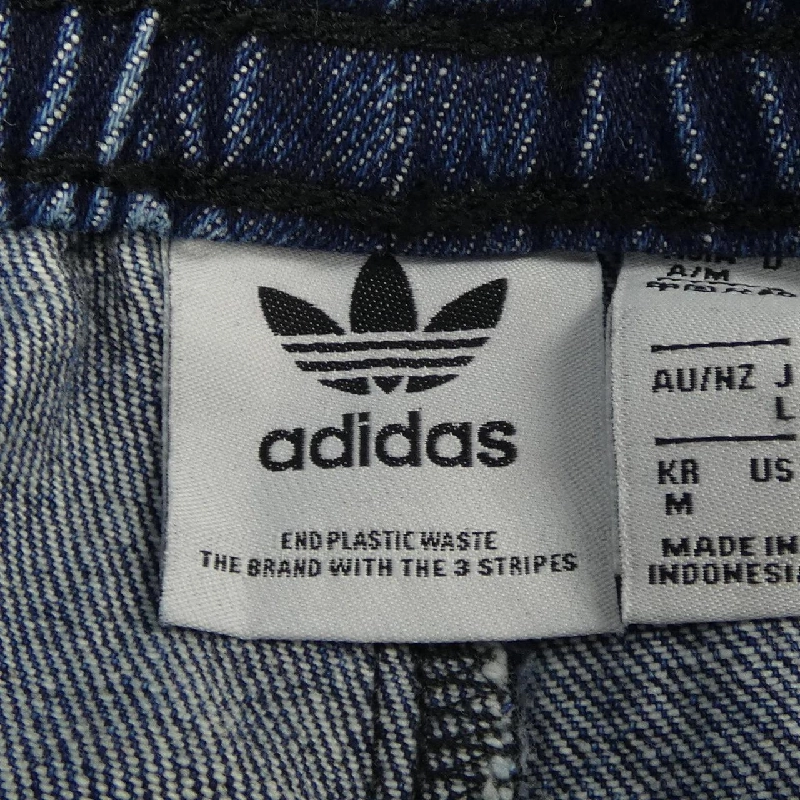 adidas
END PLASTIC WASTE
THE BRAND WITH THE 3 STRIPES
A/M
AU/NZ J
L
KR US
M
MADE IN
INDONESIA